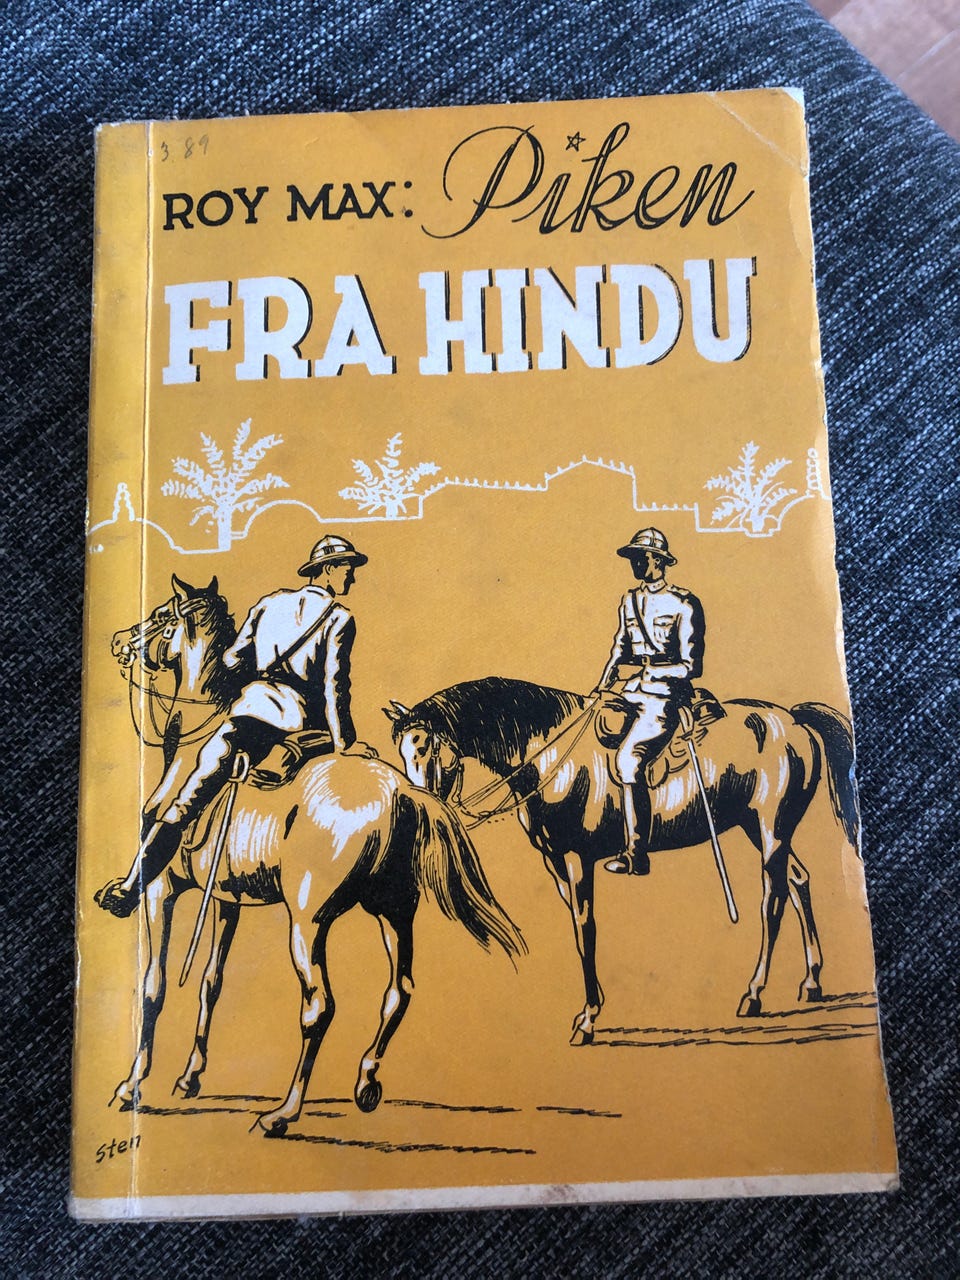 3 89
ROY MAX: Piken
FRA HINDU
Sten